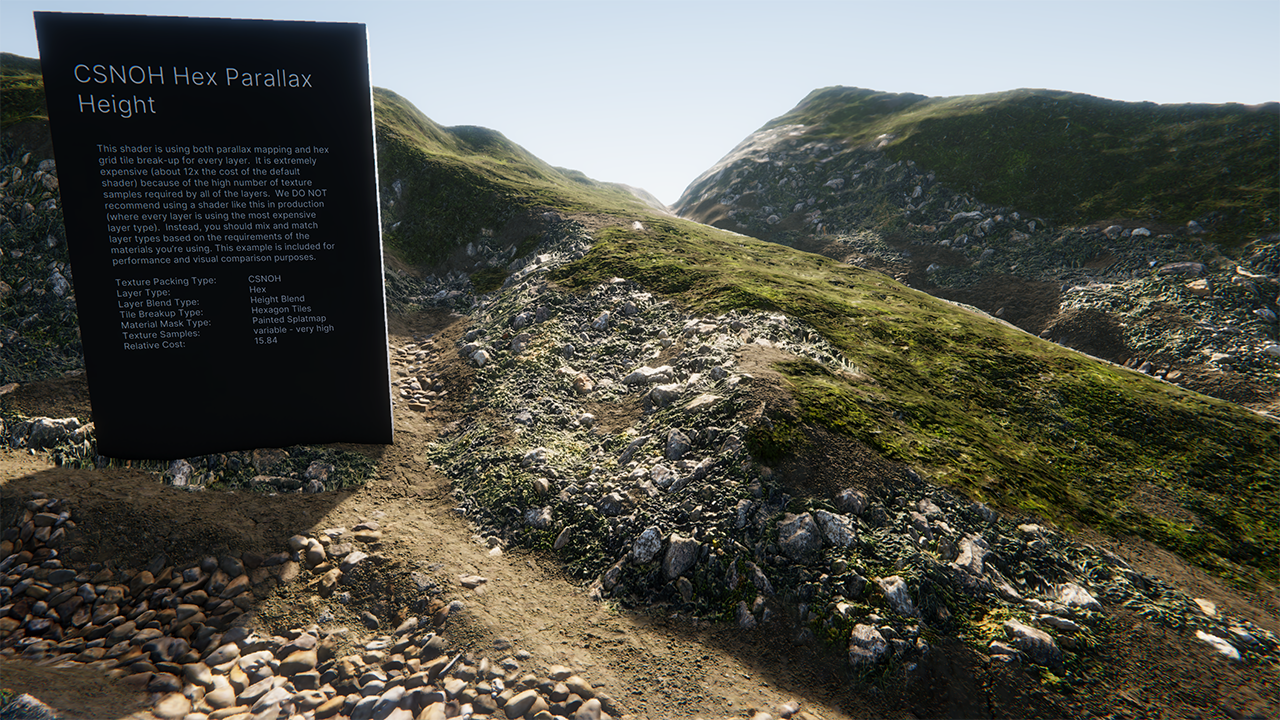 CSNOH Hex Parallax
Height
This shader is using both parallax mapping and hex
grid tile break-up for every layer. It is extremely
expensive (about 12x the cost of the default
shader) because of the high number of texture
samples required by all of the layers. We DO NOT
recommend using a shader like this in production
(where every layer is using the most expensive
layer type). Instead, you should mix and match
layer types based on the requirements of the
materials you're using. This example is included for
performance and visual comparison purposes.
Texture Packing Type: CSNOH
Layer Type: Hex
Layer Blend Type: Height Blend
Tile Breakup Type: Hexagon Tiles
Material Mask Type: Painted Splatmap
Texture Samples: variable - very high
Relative Cost: 15.84